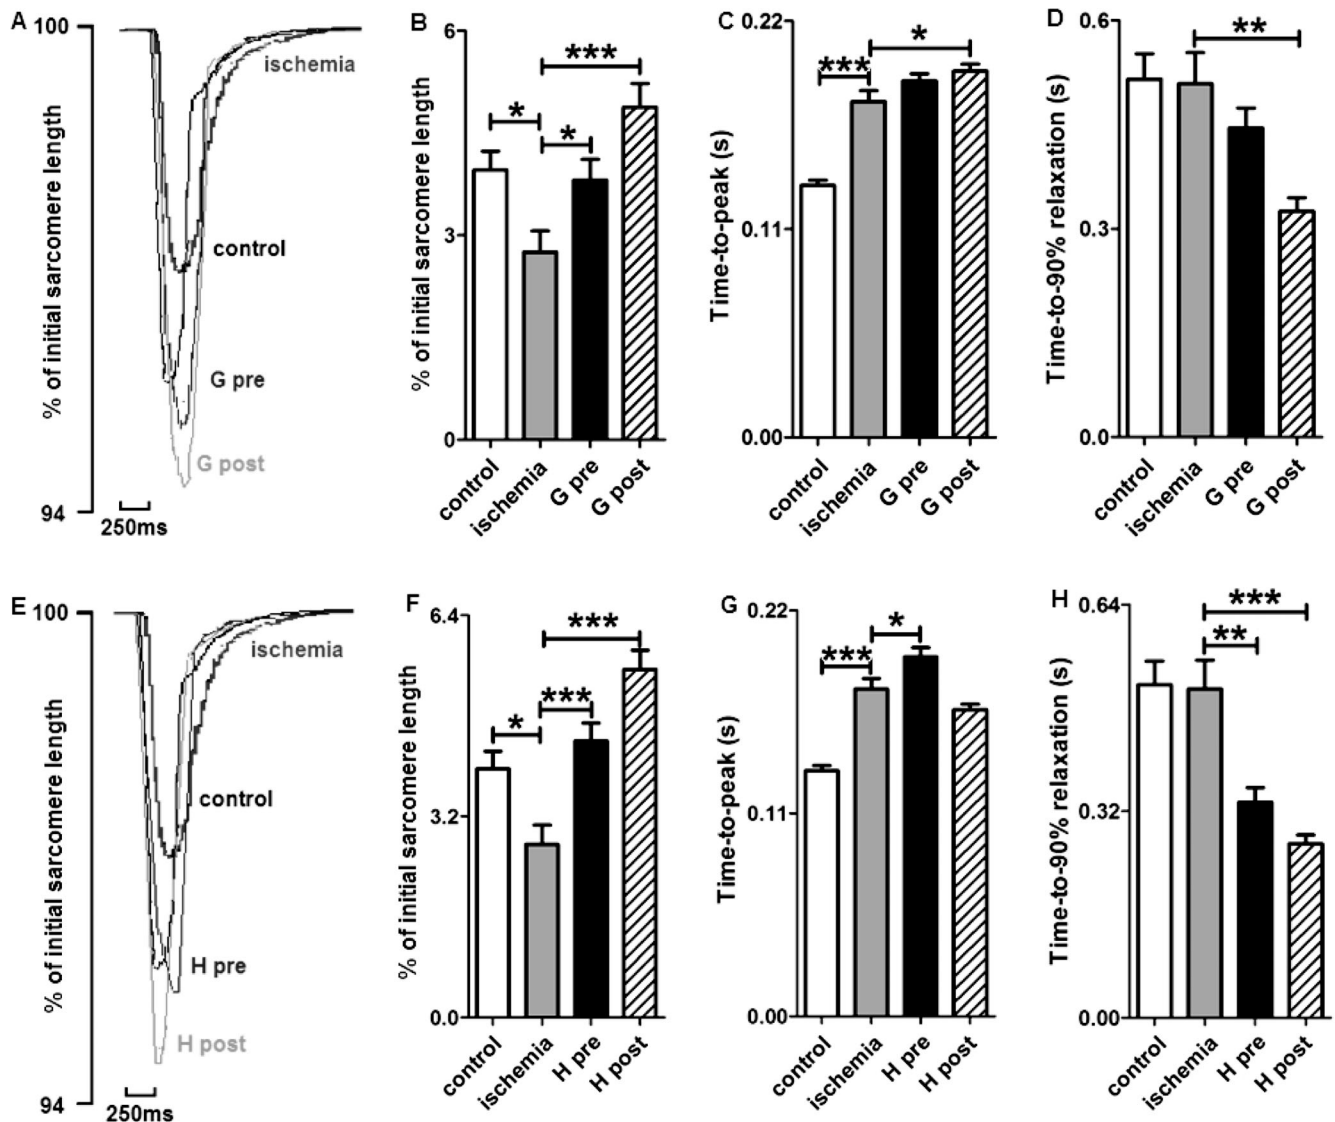 A
100
% of initial sarcomere length
94
ischemia
control
G pre
G post
250ms
B
% of initial sarcomere length
6
3
0
***
*
*
control
ischemia
G pre
G post
C
Time-to-peak (s)
0.22
0.11
0.00
***
*
control
ischemia
G pre
G post
D
Time-to-90% relaxation (s)
0.6
0.3
0.0
**
control
ischemia
G pre
G post
E
100
% of initial sarcomere length
94
ischemia
control
H pre
H post
250ms
F
% of initial sarcomere length
6.4
3.2
0.0
***
***
*
control
ischemia
H pre
H post
G
Time-to-peak (s)
0.22
0.11
0.00
***
*
control
ischemia
H pre
H post
H
Time-to-90% relaxation (s)
0.64
0.32
0.00
***
**
control
ischemia
H pre
H post